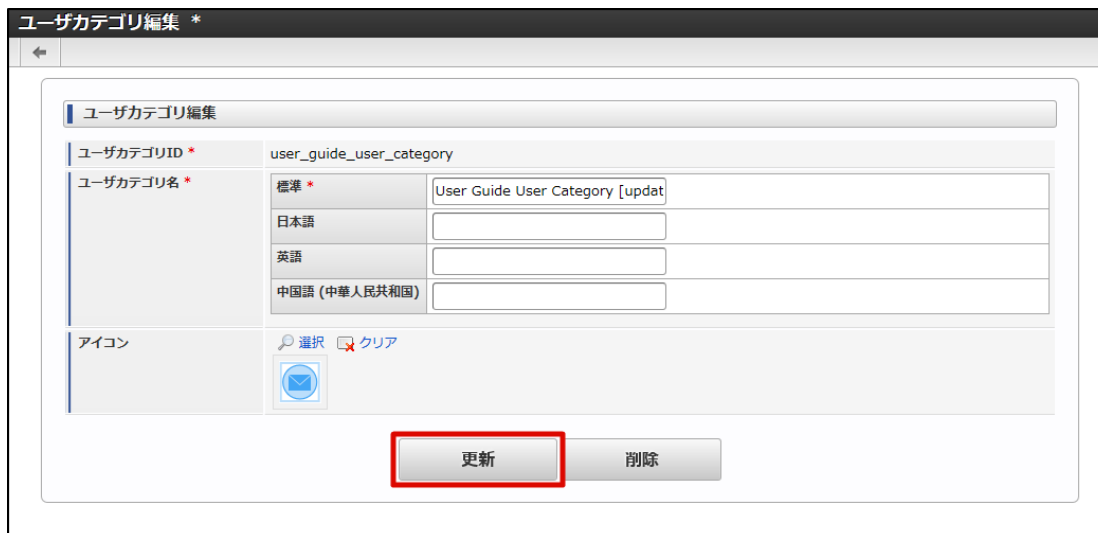 ユーザカテゴリ編集 *
ユーザカテゴリ編集
ユーザカテゴリID * user_guide_user_category
ユーザカテゴリ名 * 標準 * User Guide User Category [updat
日本語
英語
中国語 (中華人民共和国)
アイコン 選択 クリア
更新 削除